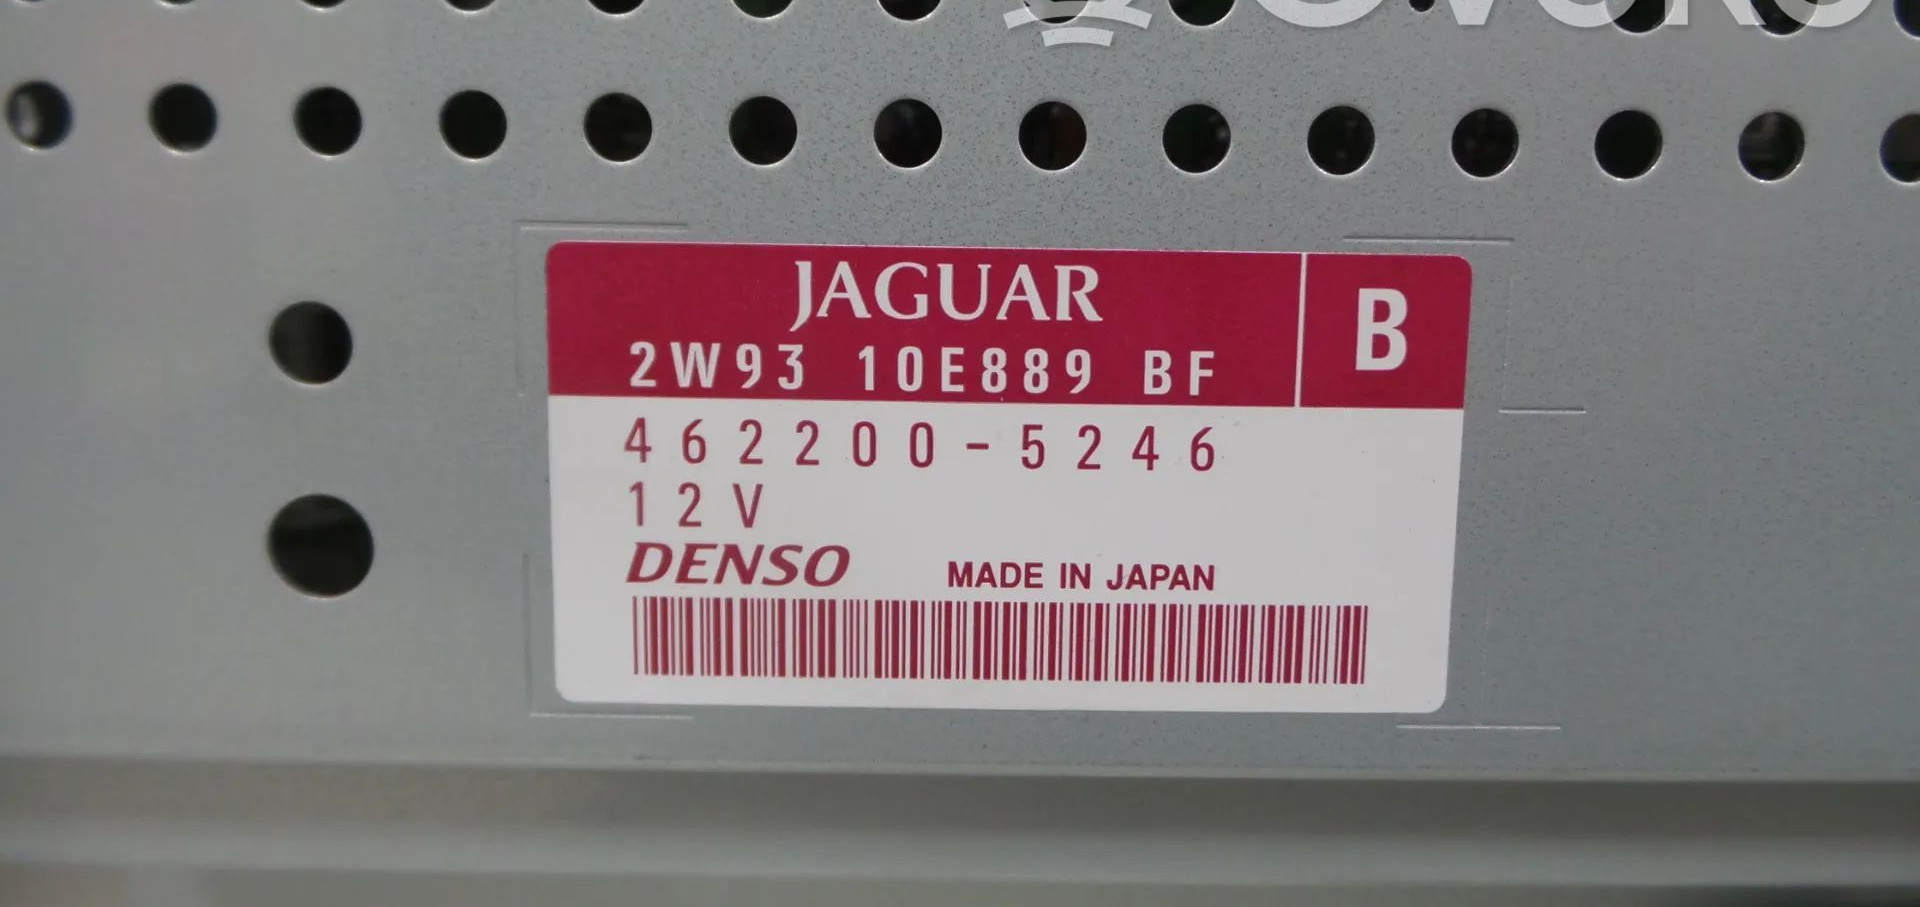 JAGUAR
2W93 10E889 BF
B
462200-5246
12V
DENSO
MADE IN JAPAN